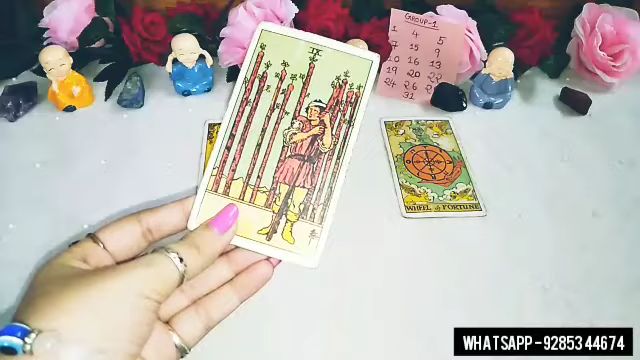 GROUP-1
1 4 5
7 15 9
10 16 13
19 20 22
24 26
31
IX
X
WHEEL of FORTUNE
WHATSAPP-9285344674